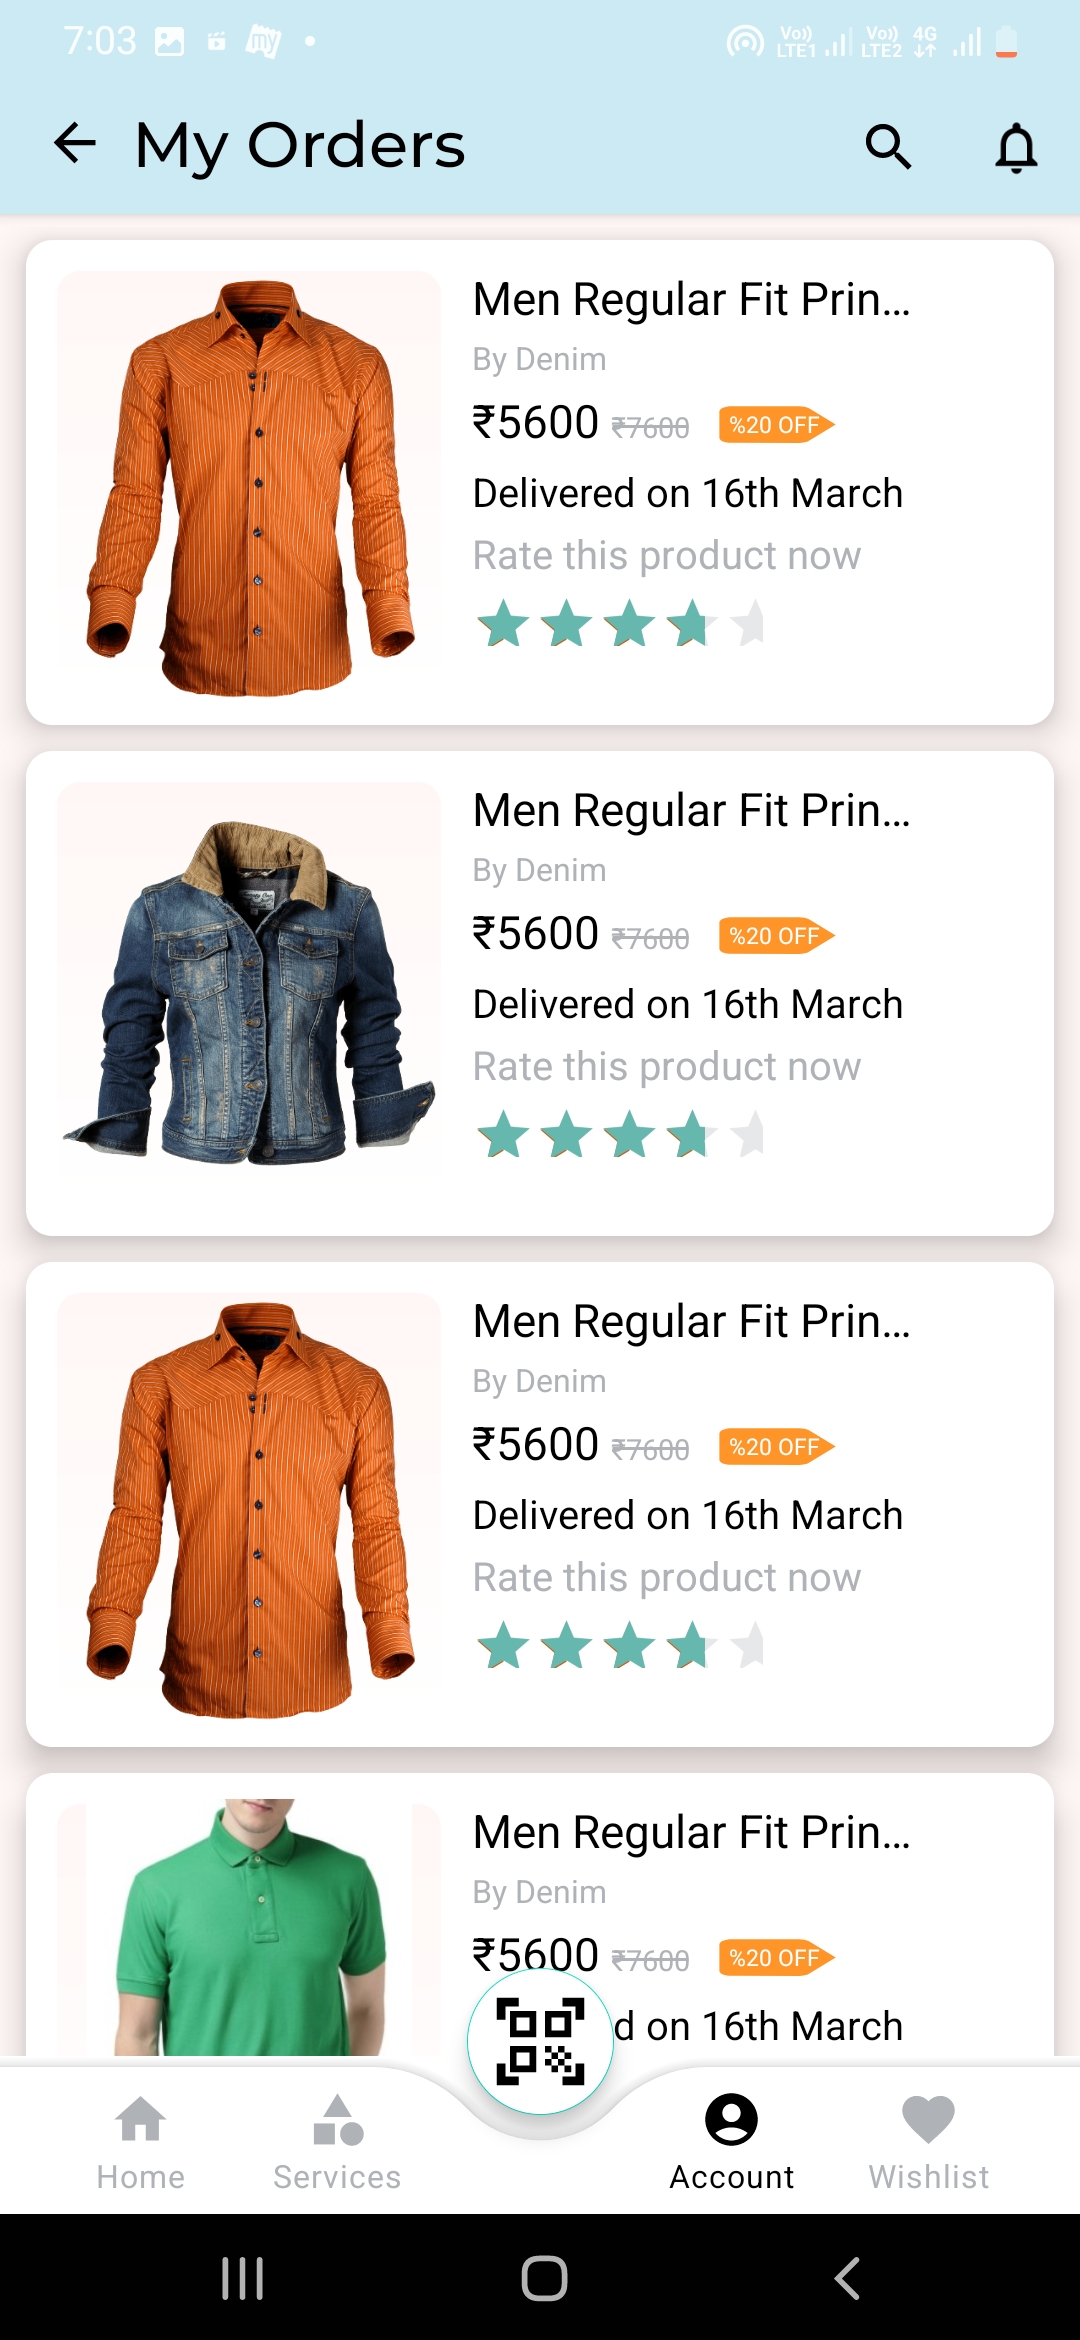 7:03
Vo)) LTE1 Vo)) LTE2 4G
My Orders
Men Regular Fit Prin...
By Denim
₹5600 ₹7600 %20 OFF
Delivered on 16th March
Rate this product now
Men Regular Fit Prin...
By Denim
₹5600 ₹7600 %20 OFF
Delivered on 16th March
Rate this product now
Men Regular Fit Prin...
By Denim
₹5600 ₹7600 %20 OFF
Delivered on 16th March
Rate this product now
Men Regular Fit Prin...
By Denim
₹5600 ₹7600 %20 OFF
d on 16th March
Home Services Account Wishlist